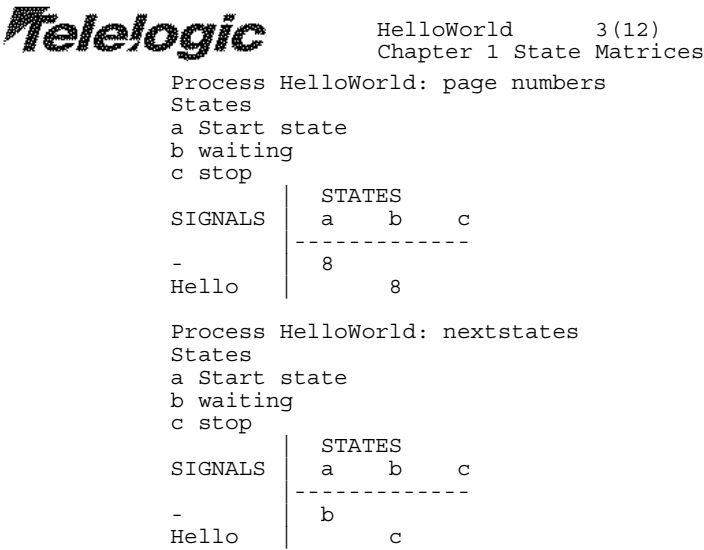 Telelogic
HelloWorld 3(12)
Chapter 1 State Matrices
Process HelloWorld: page numbers
States
a Start state
b waiting
c stop
| STATES
SIGNALS | a b c
|-------------
- | 8
Hello | 8
Process HelloWorld: nextstates
States
a Start state
b waiting
c stop
| STATES
SIGNALS | a b c
|-------------
- | b
Hello | c